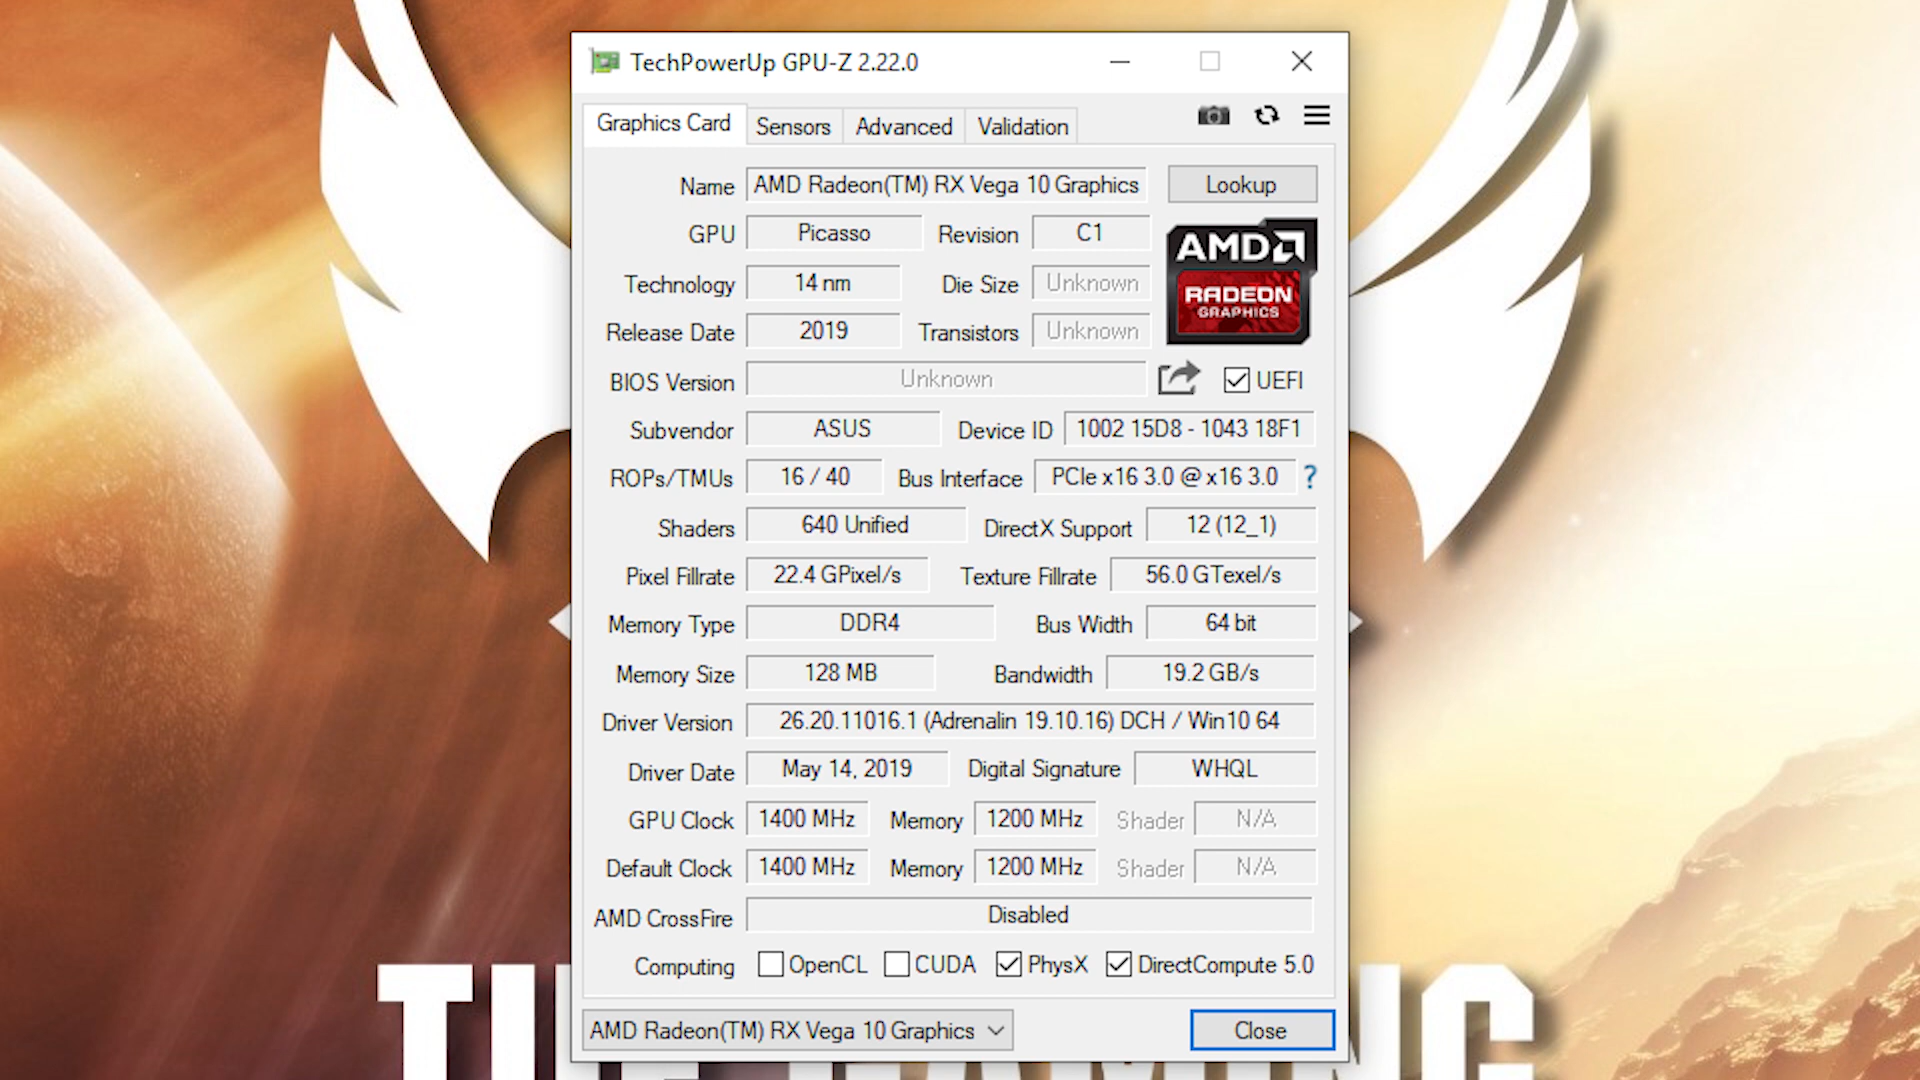 TechPowerUp GPU-Z 2.22.0
Graphics Card Sensors Advanced Validation
Name AMD Radeon(TM) RX Vega 10 Graphics Lookup
GPU Picasso Revision C1
AMD
RADEON
GRAPHICS
Technology 14 nm Die Size Unknown
Release Date 2019 Transistors Unknown
BIOS Version Unknown UEFI
Subvendor ASUS Device ID 1002 15D8 - 1043 18F1
ROPs/TMUs 16 / 40 Bus Interface PCIe x16 3.0 @ x16 3.0 ?
Shaders 640 Unified DirectX Support 12 (12_1)
Pixel Fillrate 22.4 GPixel/s Texture Fillrate 56.0 GTexel/s
Memory Type DDR4 Bus Width 64 bit
Memory Size 128 MB Bandwidth 19.2 GB/s
Driver Version 26.20.11016.1 (Adrenalin 19.10.16) DCH / Win10 64
Driver Date May 14, 2019 Digital Signature WHQL
GPU Clock 1400 MHz Memory 1200 MHz Shader N/A
Default Clock 1400 MHz Memory 1200 MHz Shader N/A
AMD CrossFire Disabled
Computing OpenCL CUDA PhysX DirectCompute 5.0
AMD Radeon(TM) RX Vega 10 Graphics Close